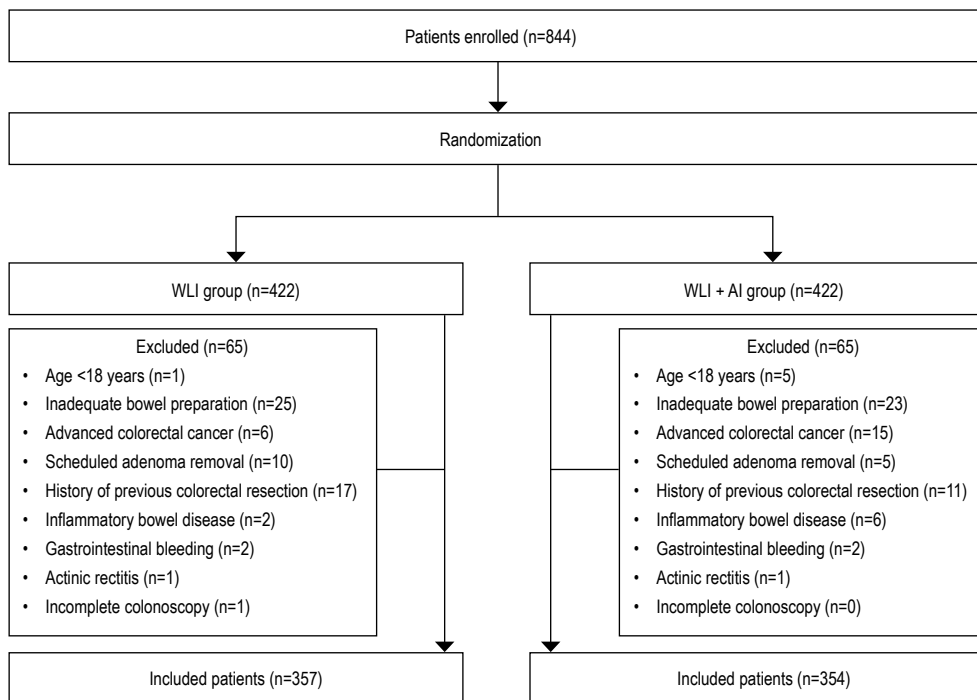 Patients enrolled (n=844)
Randomization
WLI group (n=422)
Excluded (n=65)
• Age <18 years (n=1)
• Inadequate bowel preparation (n=25)
• Advanced colorectal cancer (n=6)
• Scheduled adenoma removal (n=10)
• History of previous colorectal resection (n=17)
• Inflammatory bowel disease (n=2)
• Gastrointestinal bleeding (n=2)
• Actinic rectitis (n=1)
• Incomplete colonoscopy (n=1)
Included patients (n=357)
WLI + AI group (n=422)
Excluded (n=65)
• Age <18 years (n=5)
• Inadequate bowel preparation (n=23)
• Advanced colorectal cancer (n=15)
• Scheduled adenoma removal (n=5)
• History of previous colorectal resection (n=11)
• Inflammatory bowel disease (n=6)
• Gastrointestinal bleeding (n=2)
• Actinic rectitis (n=1)
• Incomplete colonoscopy (n=0)
Included patients (n=354)